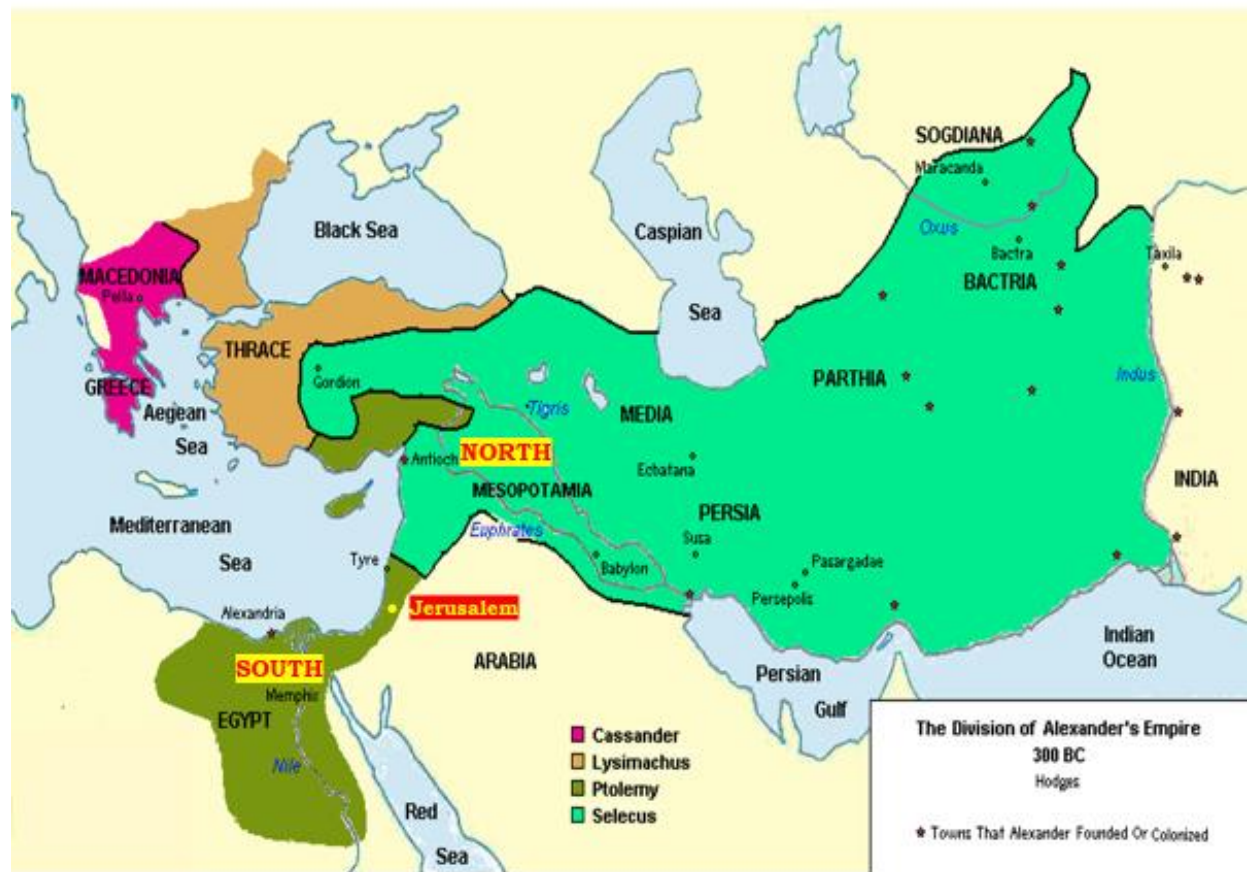 SOGDIANA
Maracanda
Oxus
Black Sea
Caspian
Sea
Bactra
Taxila
BACTRIA
MACEDONIA
Pella
THRACE
Gordion
PARTHIA
Indus
GREECE
Aegean
Sea
Tigris
MEDIA
Antioch
NORTH
Ecbatana
MESOPOTAMIA
INDIA
PERSIA
Mediterranean
Sea
Euphrates
Susa
Tyre
Babylon
Pasargadae
Persepolis
Alexandria
Jerusalem
SOUTH
ARABIA
Persian
Gulf
Indian
Ocean
Memphis
EGYPT
Nile
Red
Sea
Cassander
Lysimachus
Ptolemy
Selecus
The Division of Alexander's Empire
300 BC
Hodges
Towns That Alexander Founded Or Colonized